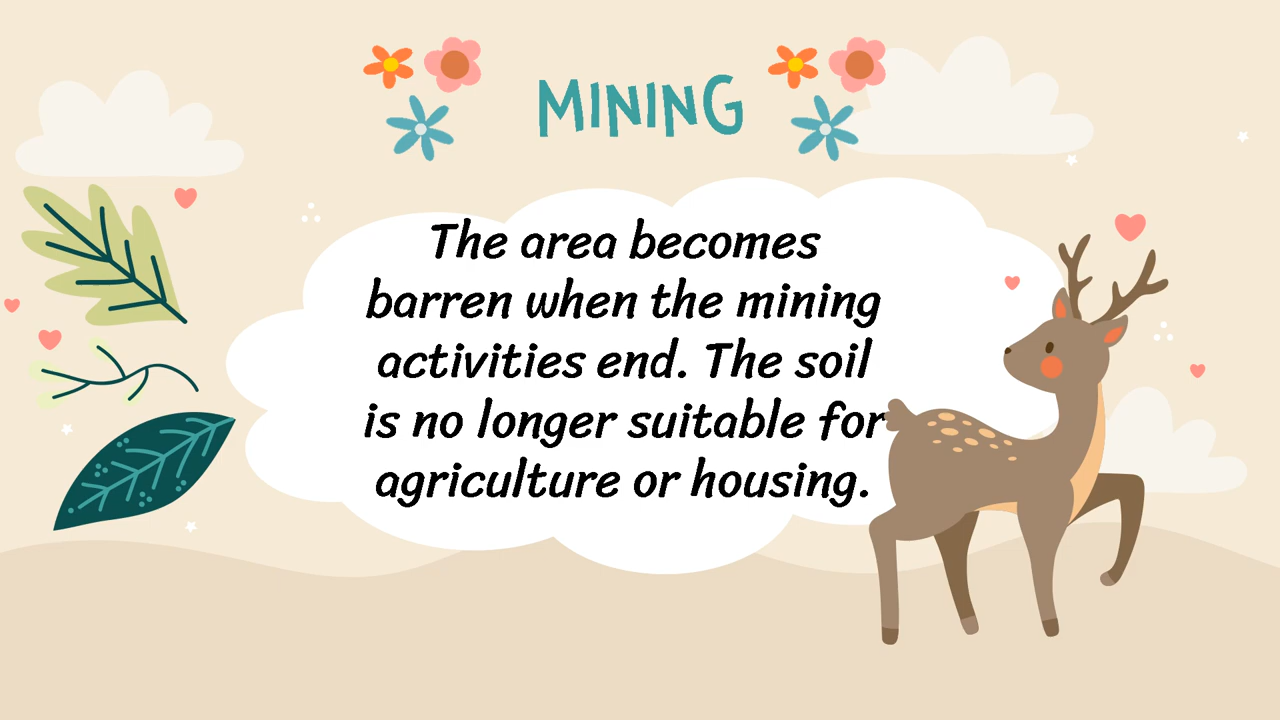 MINING
The area becomes
barren when the mining
activities end. The soil
is no longer suitable for
agriculture or housing.